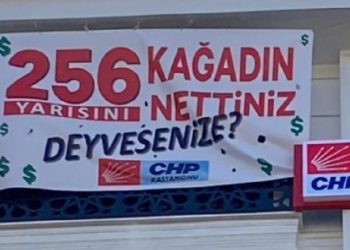 256 KAĞADIN
YARISINI NETTİNİZ
DEYVESENİZE?
CHP
KASTAMONU
CHP